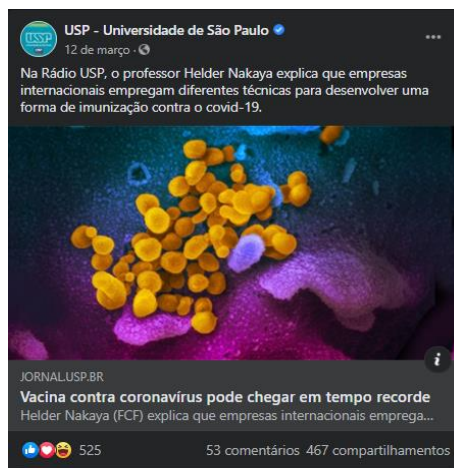 USP
USP - Universidade de São Paulo
12 de março ·
Na Rádio USP, o professor Helder Nakaya explica que empresas
internacionais empregam diferentes técnicas para desenvolver uma
forma de imunização contra o covid-19.
JORNAL.USP.BR
Vacina contra coronavírus pode chegar em tempo recorde
Helder Nakaya (FCF) explica que empresas internacionais emprega...
525 53 comentários 467 compartilhamentos